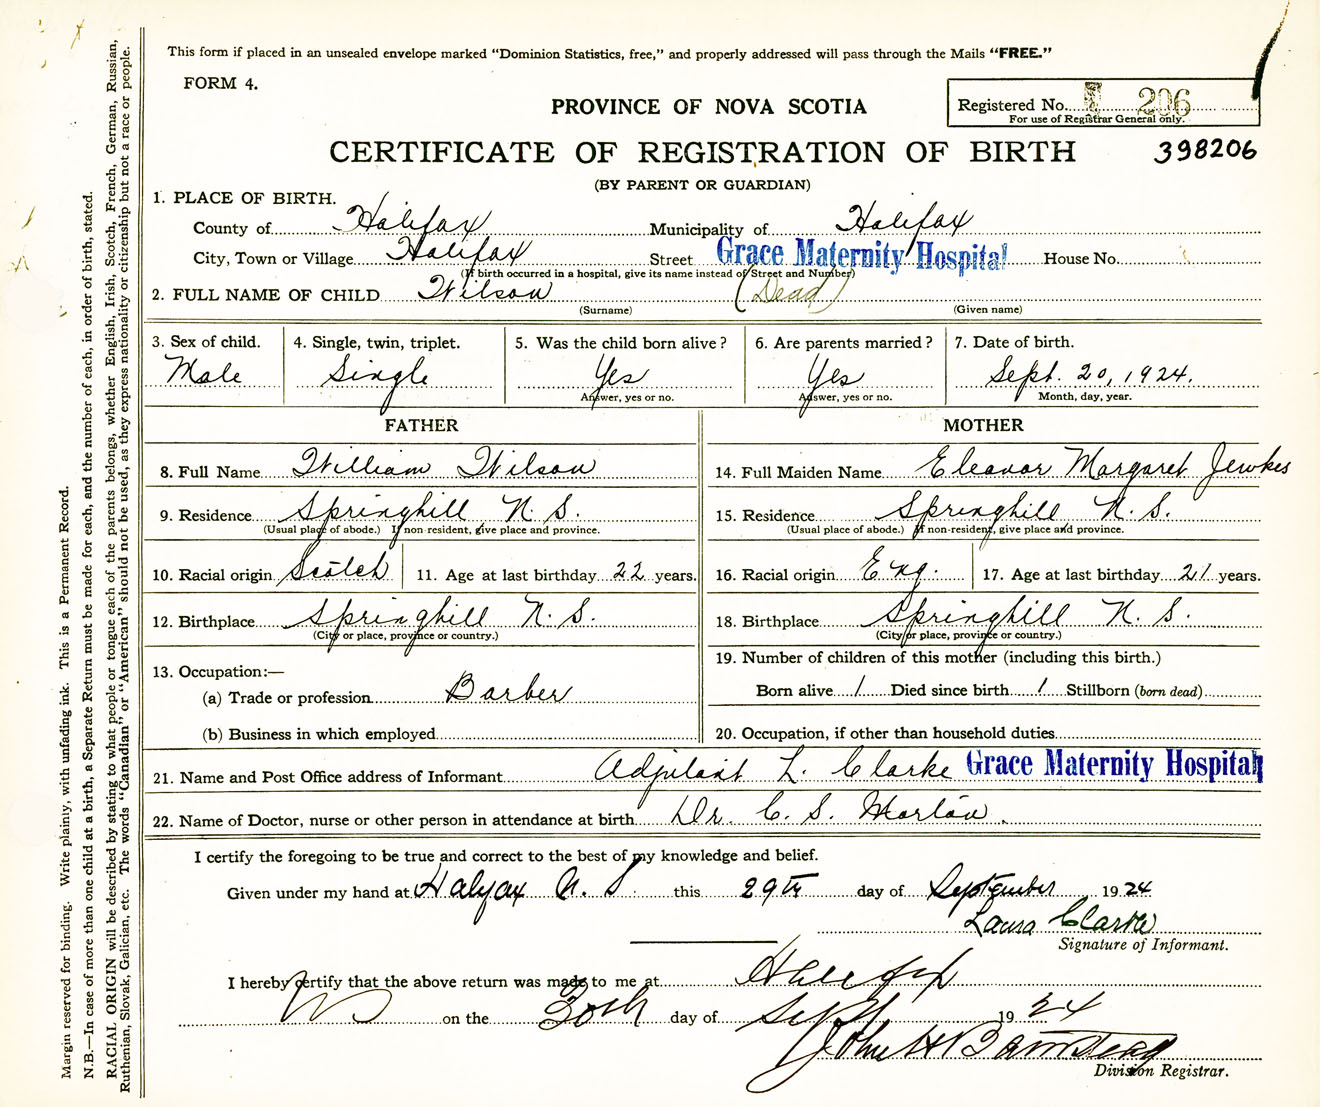 This form if placed in an unsealed envelope marked “Dominion Statistics, free,” and properly addressed will pass through the Mails “FREE.”
FORM 4.
PROVINCE OF NOVA SCOTIA
Registered No. 206
For use of Registrar General only.
CERTIFICATE OF REGISTRATION OF BIRTH 398206
(BY PARENT OR GUARDIAN)
1. PLACE OF BIRTH.
County of Halifax Municipality of Halifax
City, Town or Village Halifax Street Grace Maternity Hospital House No.
(If birth occurred in a hospital, give its name instead of Street and Number)
2. FULL NAME OF CHILD Wilson (Dead)
(Surname) (Given name)
3. Sex of child. 4. Single, twin, triplet. 5. Was the child born alive? 6. Are parents married? 7. Date of birth.
Male Single Yes Yes Sept. 20, 1924.
Answer, yes or no. Answer, yes or no. Month, day, year.
FATHER MOTHER
8. Full Name William Wilson 14. Full Maiden Name Eleanor Margaret Jewkes
9. Residence Springhill N. S. 15. Residence Springhill N. S.
(Usual place of abode.) If non-resident, give place and province. (Usual place of abode.) If non-resident, give place and province.
10. Racial origin Scotch 11. Age at last birthday 22 years. 16. Racial origin Eng. 17. Age at last birthday 21 years.
12. Birthplace Springhill N. S. 18. Birthplace Springhill N. S.
(City or place, province or country.) (City or place, province or country.)
13. Occupation:— 19. Number of children of this mother (including this birth.)
(a) Trade or profession Barber Born alive 1 Died since birth 1 Stillborn (born dead)
(b) Business in which employed 20. Occupation, if other than household duties
21. Name and Post Office address of Informant Adjutant L. Clarke Grace Maternity Hospital
22. Name of Doctor, nurse or other person in attendance at birth Dr. C. S. Morton.
I certify the foregoing to be true and correct to the best of my knowledge and belief.
Given under my hand at Halifax N. S. this 29th day of September 1924
Laura Clarke
Signature of Informant.
I hereby certify that the above return was made to me at Halifax
on the 30th day of Sept 1924
John H Barnstead
Division Registrar.
Margin reserved for binding. Write plainly, with unfading ink. This is a Permanent Record.
N.B.—In case of more than one child at a birth, a Separate Return must be made for each, and the number of each, in order of birth, stated.
RACIAL ORIGIN will be described by stating to what people or tongue each of the parents belongs, whether English, Irish, Scotch, French, German, Russian,
Ruthenian, Slovak, Galician, etc. The words “Canadian” or “American” should not be used, as they express nationality or citizenship but not a race or people.